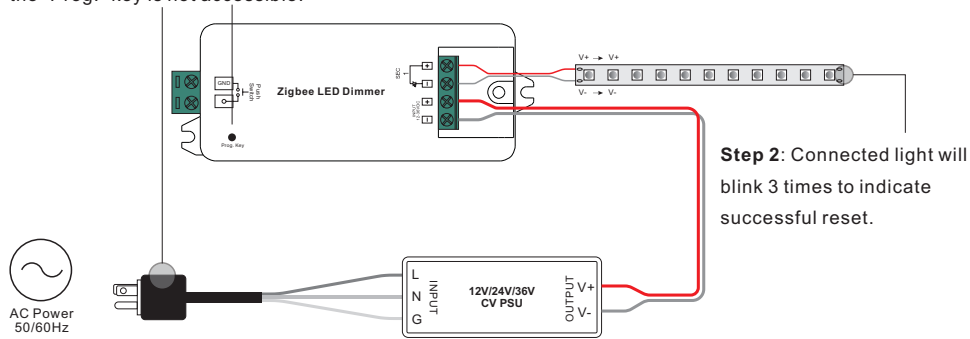 the "Prog." key is not accessible.
GND
Push
Switch
Zigbee LED Dimmer
Prog. Key
SEC
V+ → V+
V- → V-
Step 2: Connected light will
blink 3 times to indicate
successful reset.
AC Power
50/60Hz
L
N
G
INPUT
12V/24V/36V
CV PSU
OUTPUT
V+
V-